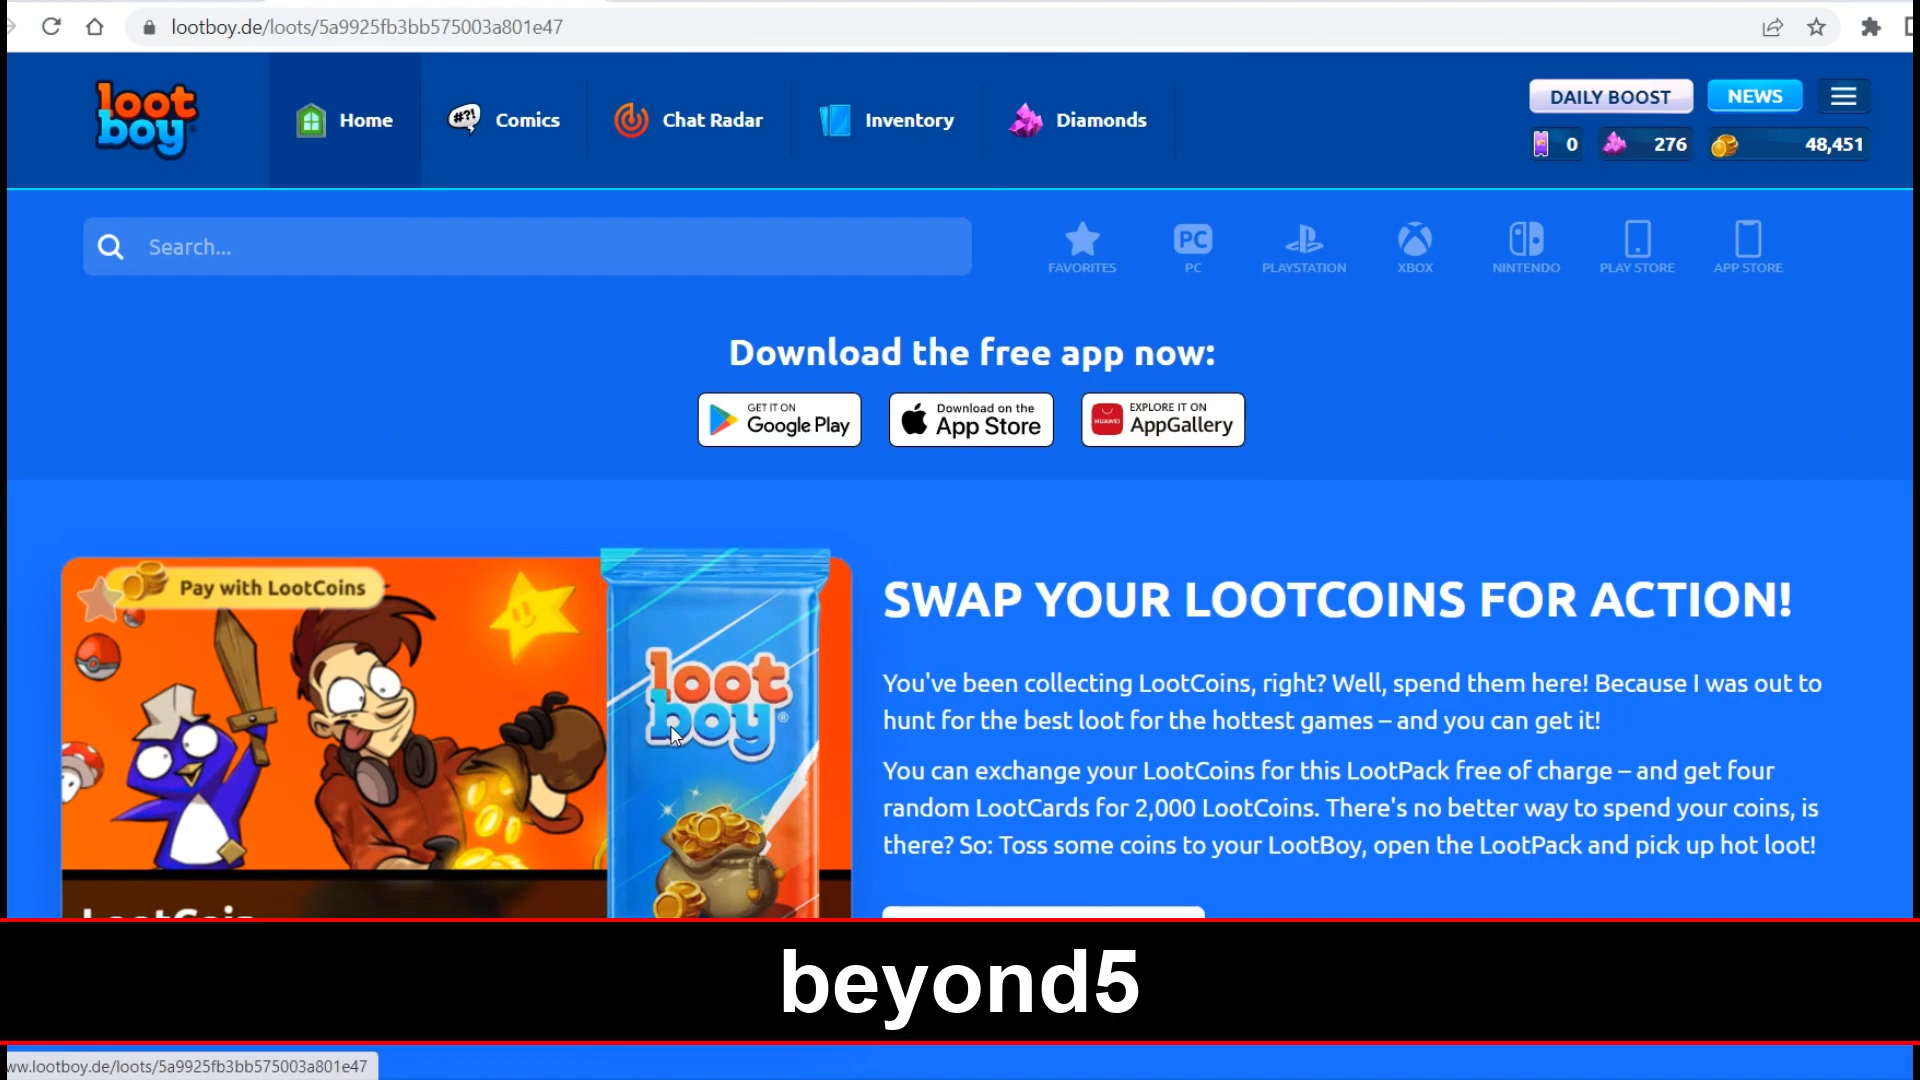 lootboy.de/loots/5a9925fb3bb575003a801e47
loot
boy
Home
#?!
Comics
Chat Radar
Inventory
Diamonds
DAILY BOOST
NEWS
0
276
48,451
Search...
FAVORITES
PC
PC
PLAYSTATION
XBOX
NINTENDO
PLAY STORE
APP STORE
Download the free app now:
GET IT ON
Google Play
Download on the
App Store
HUAWEI
EXPLORE IT ON
AppGallery
Pay with LootCoins
loot
boy®
LootCoin
SWAP YOUR LOOTCOINS FOR ACTION!
You've been collecting LootCoins, right? Well, spend them here! Because I was out to
hunt for the best loot for the hottest games – and you can get it!
You can exchange your LootCoins for this LootPack free of charge – and get four
random LootCards for 2,000 LootCoins. There's no better way to spend your coins, is
there? So: Toss some coins to your LootBoy, open the LootPack and pick up hot loot!
beyond5
ww.lootboy.de/loots/5a9925fb3bb575003a801e47